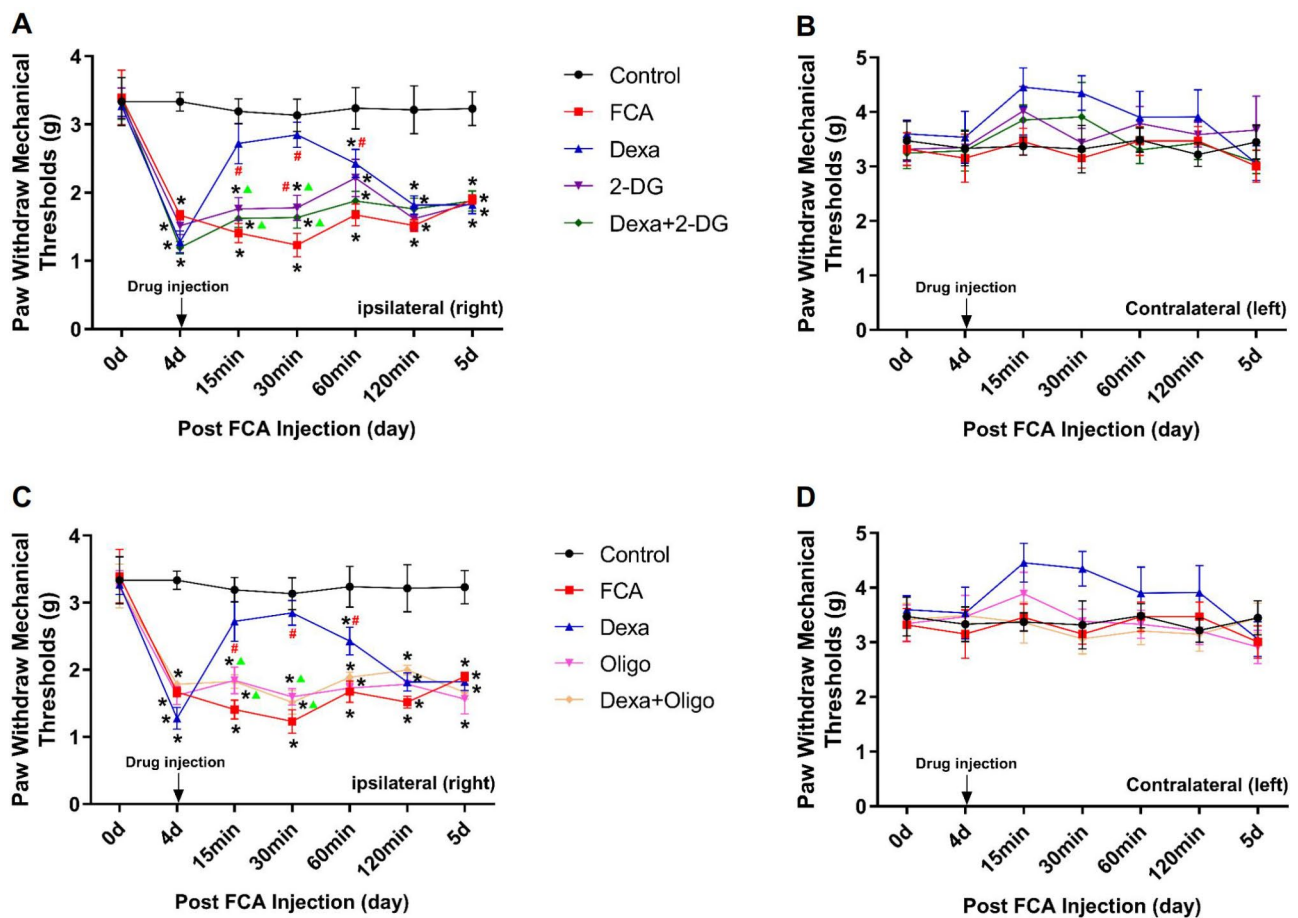 A
Paw Withdraw Mechanical
Thresholds (g)
4
3
2
1
0
Drug injection
ipsilateral (right)
0d
4d
15min
30min
60min
120min
5d
Post FCA Injection (day)
Control
FCA
Dexa
2-DG
Dexa+2-DG
B
Paw Withdraw Mechanical
Thresholds (g)
5
4
3
2
1
0
Drug injection
Contralateral (left)
0d
4d
15min
30min
60min
120min
5d
Post FCA Injection (day)
C
Paw Withdraw Mechanical
Thresholds (g)
4
3
2
1
0
Drug injection
ipsilateral (right)
0d
4d
15min
30min
60min
120min
5d
Post FCA Injection (day)
Control
FCA
Dexa
Oligo
Dexa+Oligo
D
Paw Withdraw Mechanical
Thresholds (g)
5
4
3
2
1
0
Drug injection
Contralateral (left)
0d
4d
15min
30min
60min
120min
5d
Post FCA Injection (day)